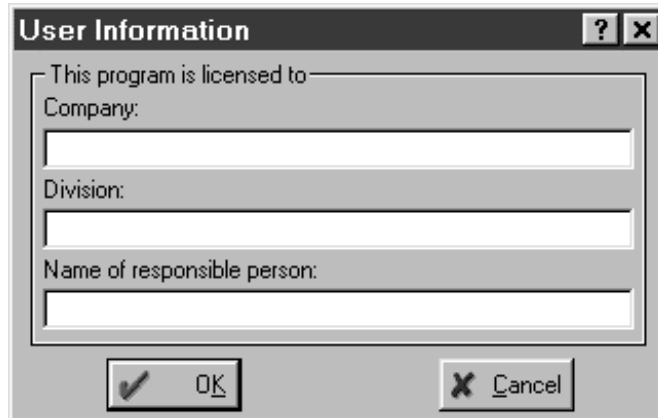 User Information ? ×
This program is licensed to
Company:
Division:
Name of responsible person:
OK Cancel